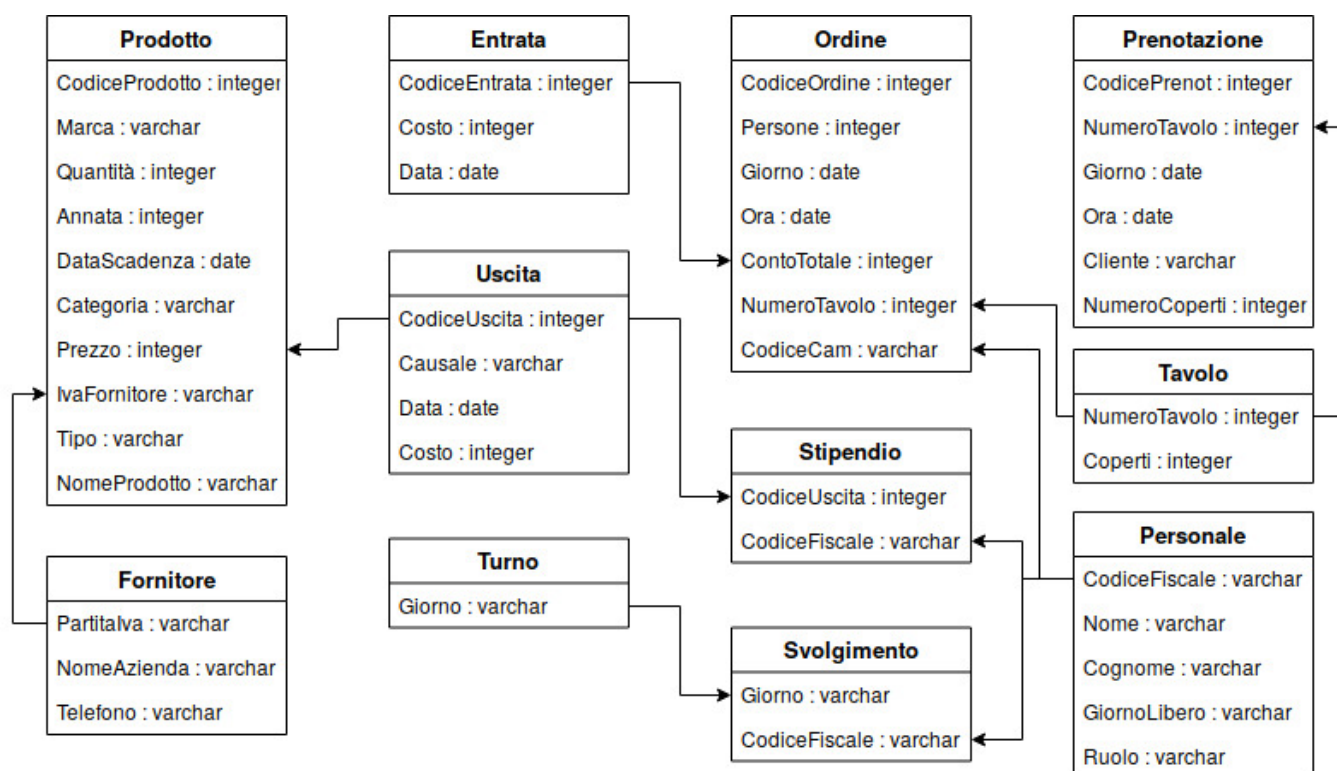 Prodotto
CodiceProdotto : integer
Marca : varchar
Quantità : integer
Annata : integer
DataScadenza : date
Categoria : varchar
Prezzo : integer
IvaFornitore : varchar
Tipo : varchar
NomeProdotto : varchar
Fornitore
PartitaIva : varchar
NomeAzienda : varchar
Telefono : varchar
Entrata
CodiceEntrata : integer
Costo : integer
Data : date
Uscita
CodiceUscita : integer
Causale : varchar
Data : date
Costo : integer
Turno
Giorno : varchar
Ordine
CodiceOrdine : integer
Persone : integer
Giorno : date
Ora : date
ContoTotale : integer
NumeroTavolo : integer
CodiceCam : varchar
Stipendio
CodiceUscita : integer
CodiceFiscale : varchar
Svolgimento
Giorno : varchar
CodiceFiscale : varchar
Prenotazione
CodicePrenot : integer
NumeroTavolo : integer
Giorno : date
Ora : date
Cliente : varchar
NumeroCoperti : integer
Tavolo
NumeroTavolo : integer
Coperti : integer
Personale
CodiceFiscale : varchar
Nome : varchar
Cognome : varchar
GiornoLibero : varchar
Ruolo : varchar